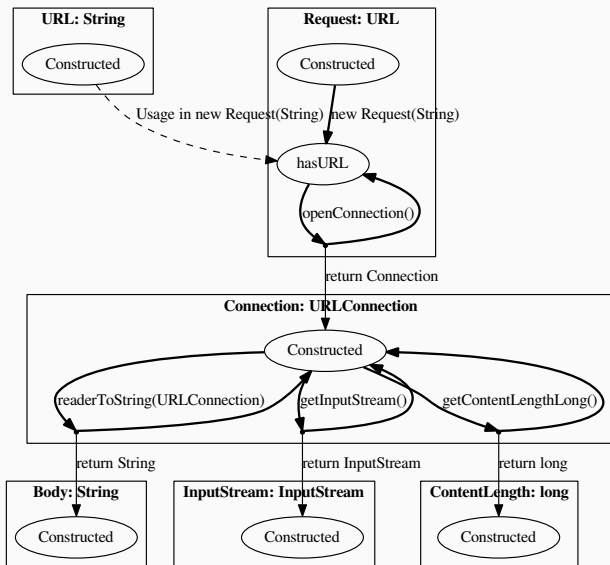 URL: String
Request: URL
Constructed
Constructed
Usage in new Request(String)
new Request(String)
hasURL
openConnection()
return Connection
Connection: URLConnection
Constructed
readerToString(URLConnection)
getInputStream()
getContentLengthLong()
return String
return InputStream
return long
Body: String
InputStream: InputStream
ContentLength: long
Constructed
Constructed
Constructed